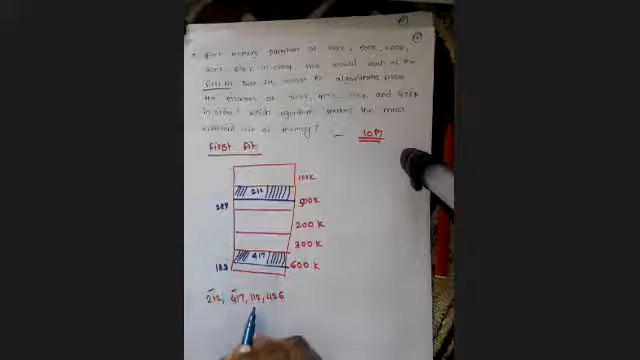 Given memory partition of 100K, 500K, 200K,
300K 600K in order. How would each of the
First fit best fit, worst fit algorithms place
the processes of 212K, 417K, 112K, and 426K
in order? which algorithm makes the most
efficient use of memory? — 10M
First fit
100K
212
288
500K
200K
300K
417
183
600K
212, 417, 112, 426